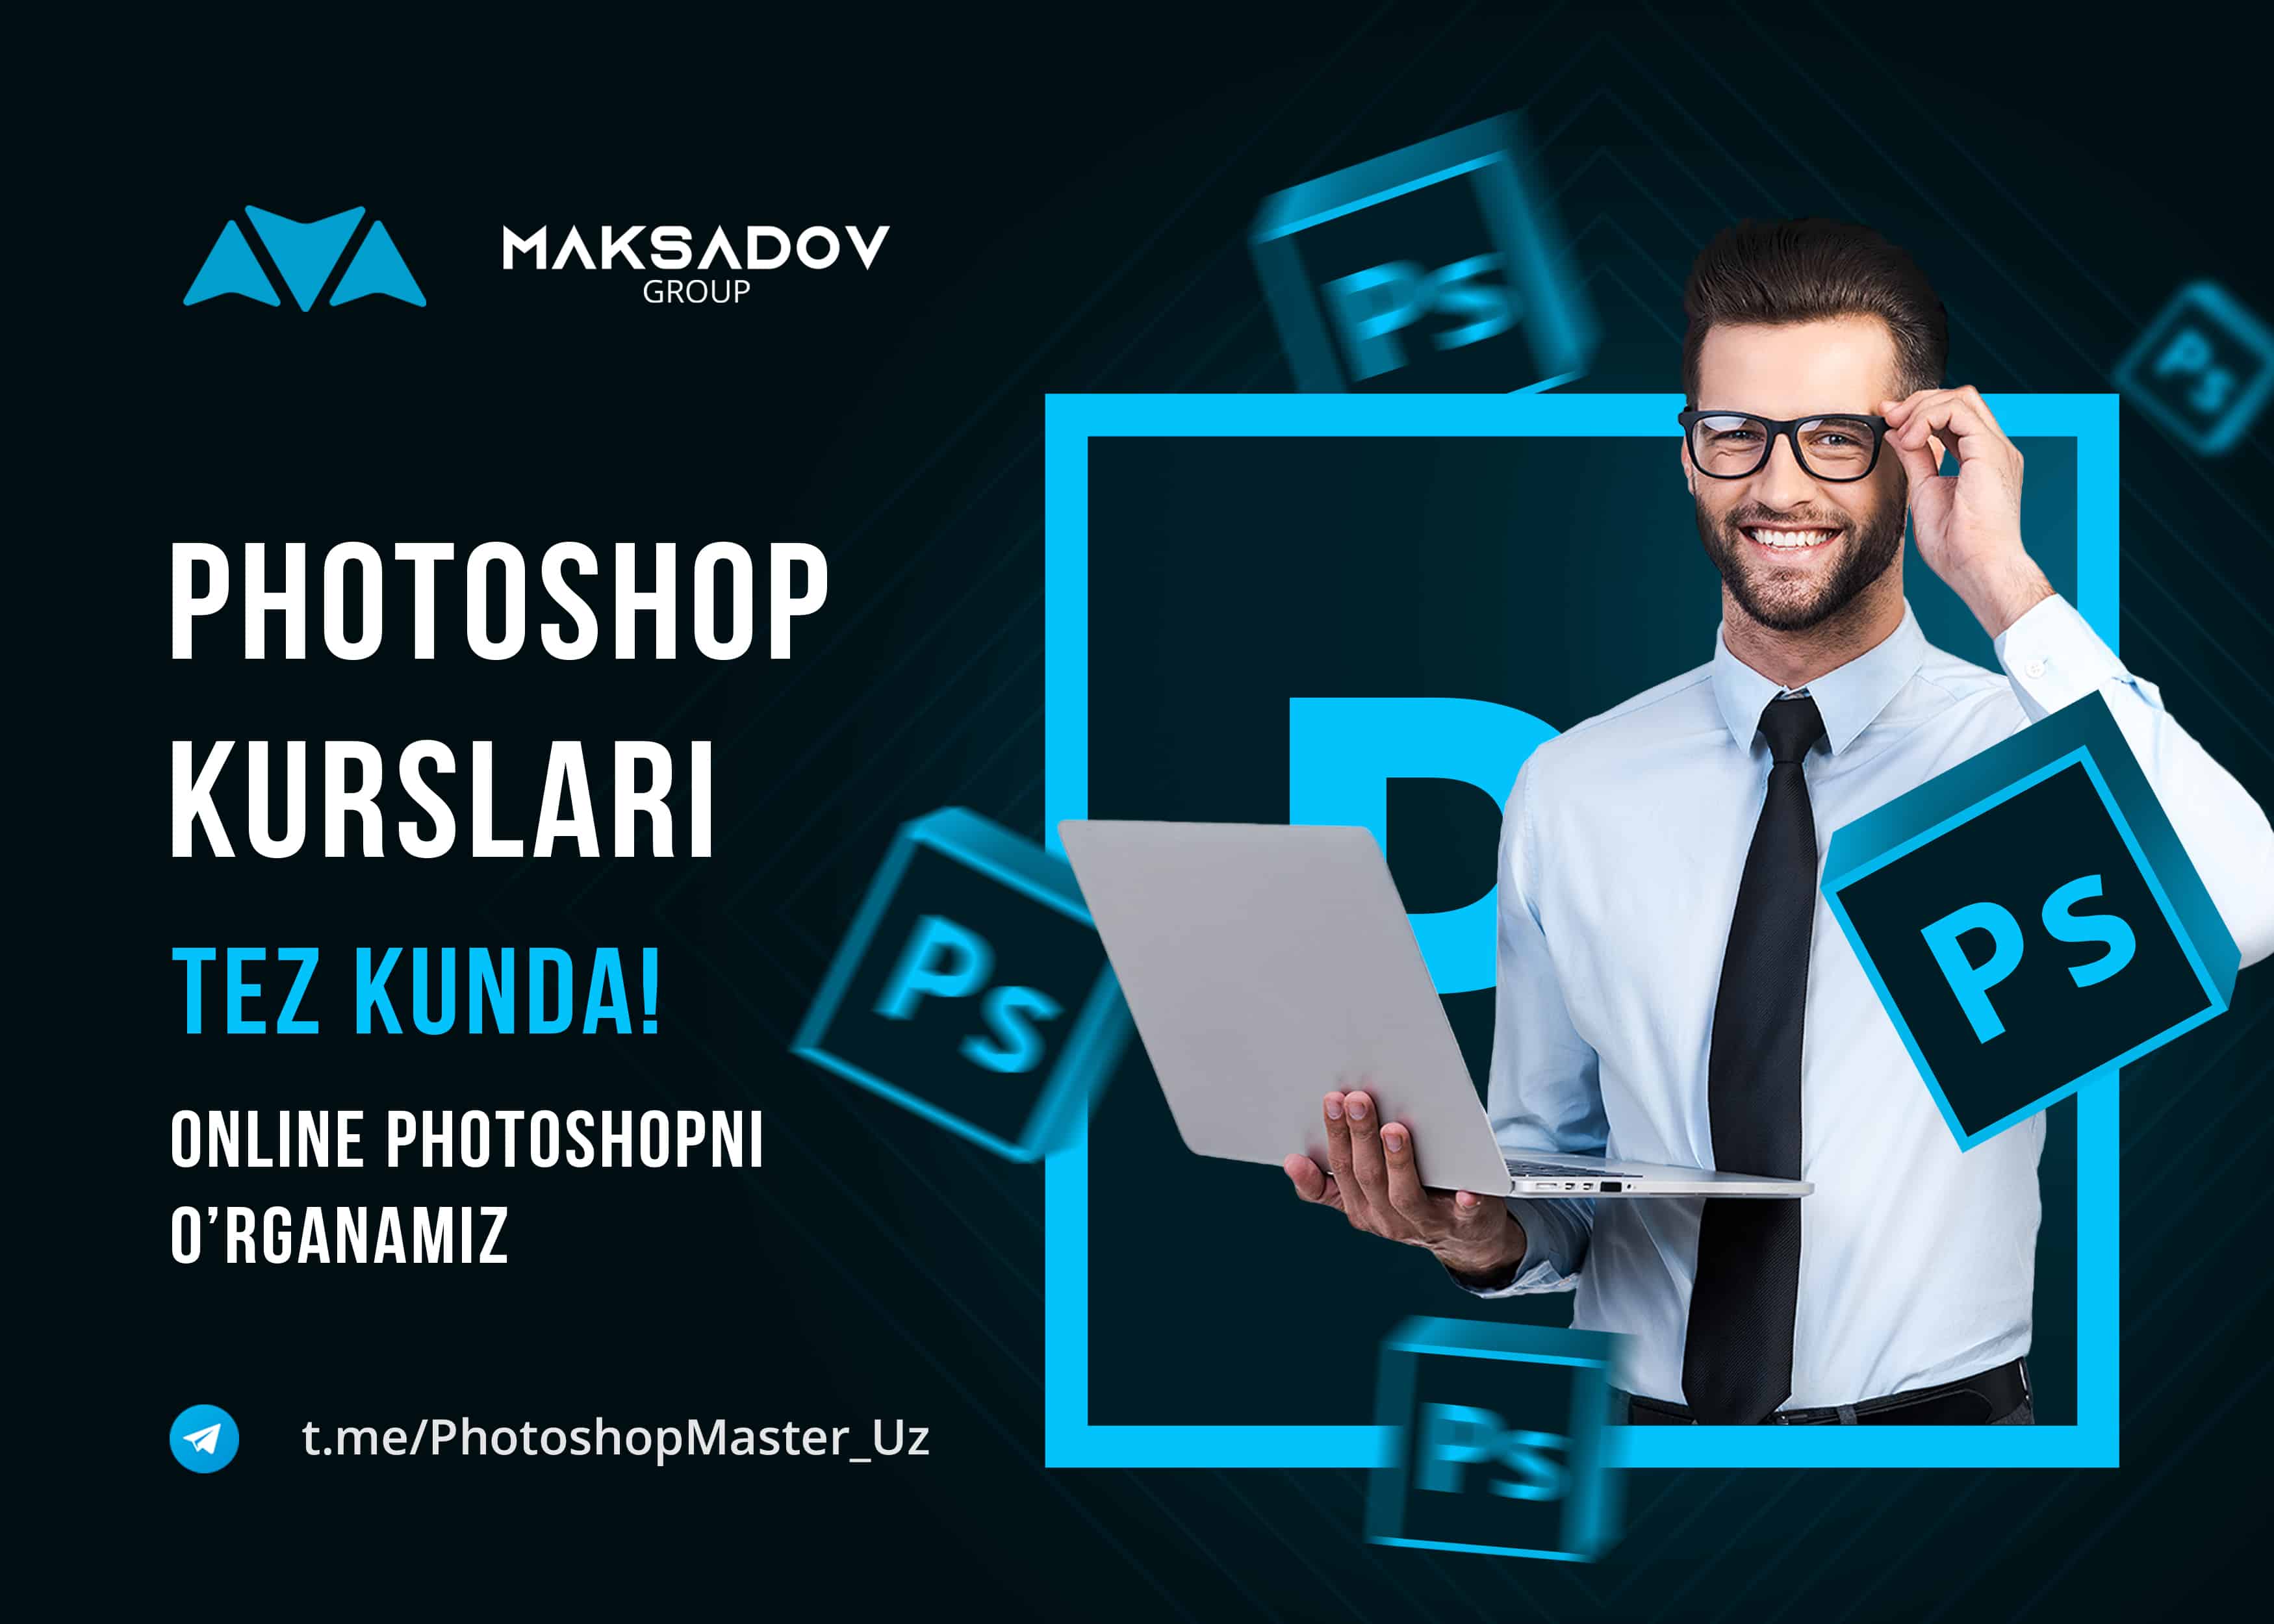 MAKSADOV
GROUP
PHOTOSHOP
KURSLARI
TEZ KUNDA!
ONLINE PHOTOSHOPNI
O’RGANAMIZ
t.me/PhotoshopMaster_Uz
Ps
Ps
Ps
P
Ps
Ps